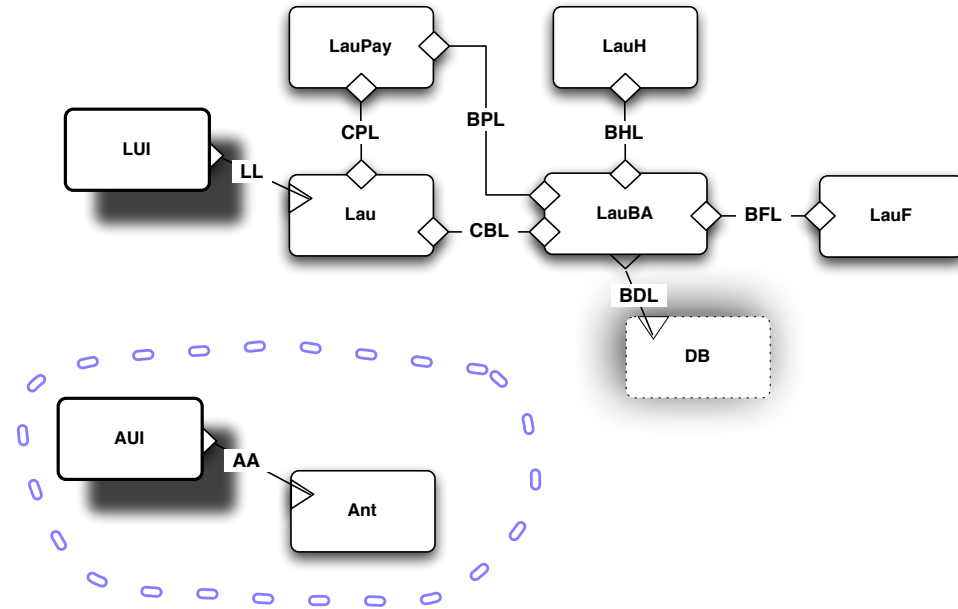 LauPay
LauH
CPL
BPL
BHL
LUI
LL
Lau
CBL
LauBA
BFL
LauF
BDL
DB
AUI
AA
Ant